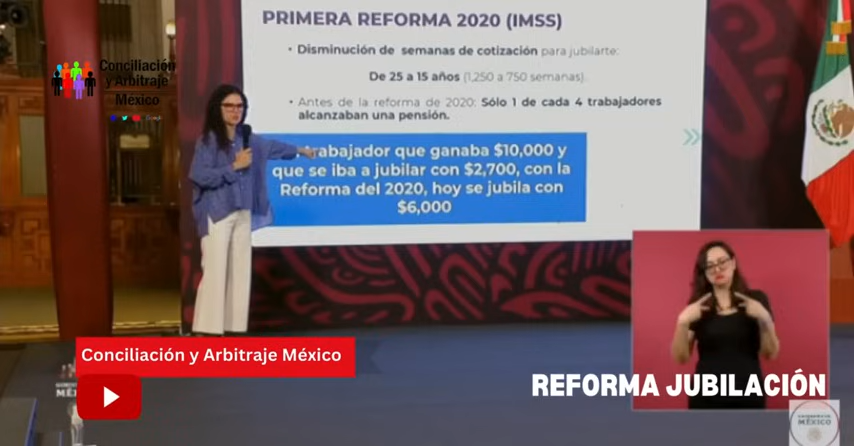 PRIMERA REFORMA 2020 (IMSS)
• Disminución de semanas de cotización para jubilarte:
De 25 a 15 años (1,250 a 750 semanas).
• Antes de la reforma de 2020: Sólo 1 de cada 4 trabajadores
alcanzaban una pensión.
trabajador que ganaba $10,000 y
que se iba a jubilar con $2,700, con la
Reforma del 2020, hoy se jubila con
$6,000
Conciliación
y Arbitraje
México
Conciliación y Arbitraje México
REFORMA JUBILACIÓN
MÉXICO